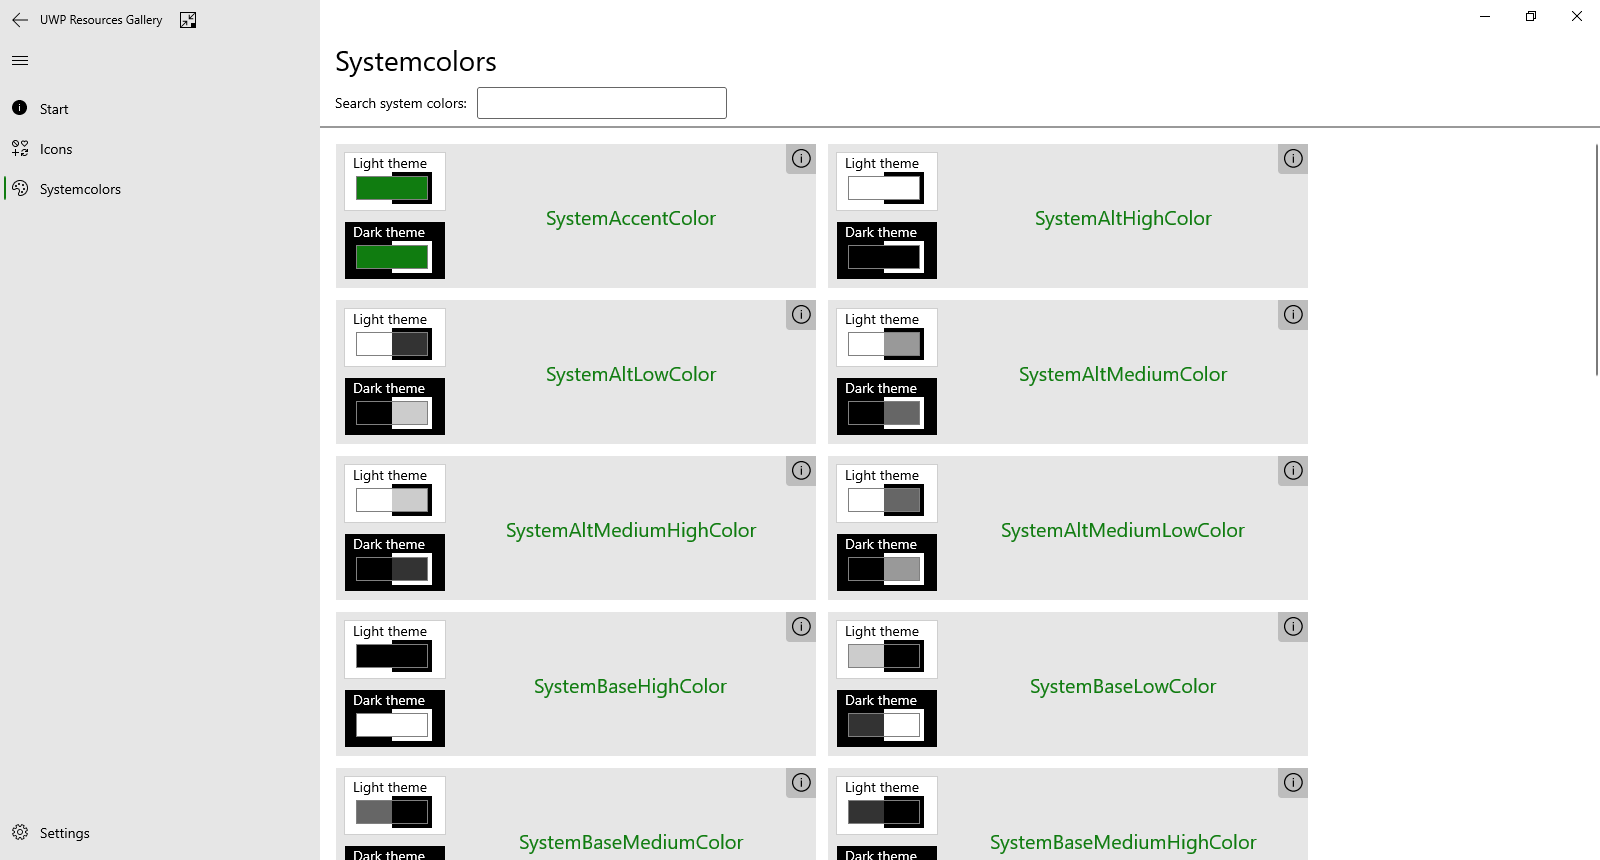 UWP Resources Gallery
Start
Icons
Systemcolors
Settings
Systemcolors
Search system colors:
Light theme
Dark theme
SystemAccentColor
Light theme
Dark theme
SystemAltHighColor
Light theme
Dark theme
SystemAltLowColor
Light theme
Dark theme
SystemAltMediumColor
Light theme
Dark theme
SystemAltMediumHighColor
Light theme
Dark theme
SystemAltMediumLowColor
Light theme
Dark theme
SystemBaseHighColor
Light theme
Dark theme
SystemBaseLowColor
Light theme
Dark theme
SystemBaseMediumColor
Light theme
Dark theme
SystemBaseMediumHighColor